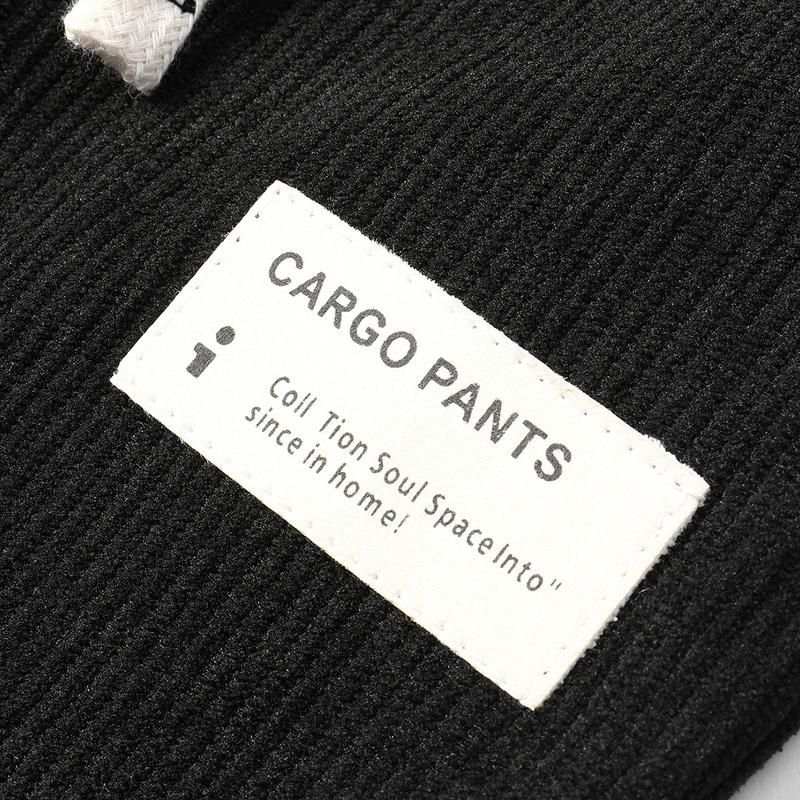 CARGO PANTS
i
Coll Tion Soul Space Into"
since in home!